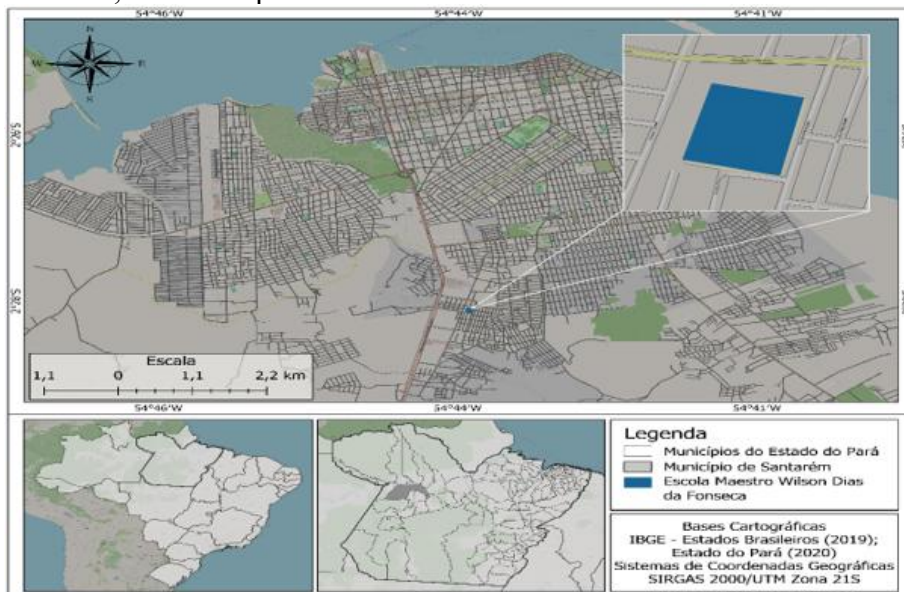 54°46'W 54°44'W 54°41'W
N
W E
S
2°26'S
2°28'S
Escala
1,1 0 1,1 2,2 km
54°46'W 54°44'W 54°41'W
Legenda
Municípios do Estado do Pará
Município de Santarém
Escola Maestro Wilson Dias
da Fonseca
Bases Cartográficas
IBGE - Estados Brasileiros (2019);
Estado do Pará (2020)
Sistemas de Coordenadas Geográficas
SIRGAS 2000/UTM Zona 21S